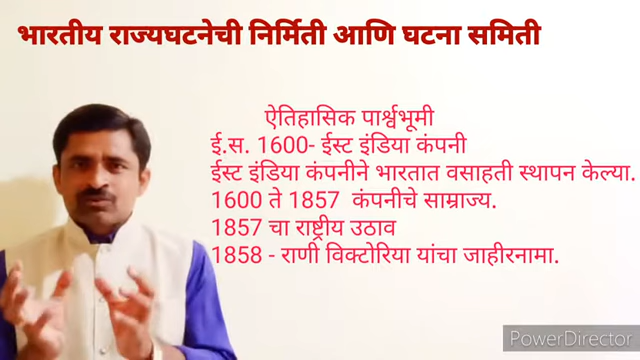 भारतीय राज्यघटनेची निर्मिती आणि घटना समिती
ऐतिहासिक पार्श्वभूमी
ई.स. 1600- ईस्ट इंडिया कंपनी
ईस्ट इंडिया कंपनीने भारतात वसाहती स्थापन केल्या.
1600 ते 1857 कंपनीचे साम्राज्य.
1857 चा राष्ट्रीय उठाव
1858 - राणी विक्टोरिया यांचा जाहीरनामा.
PowerDirector